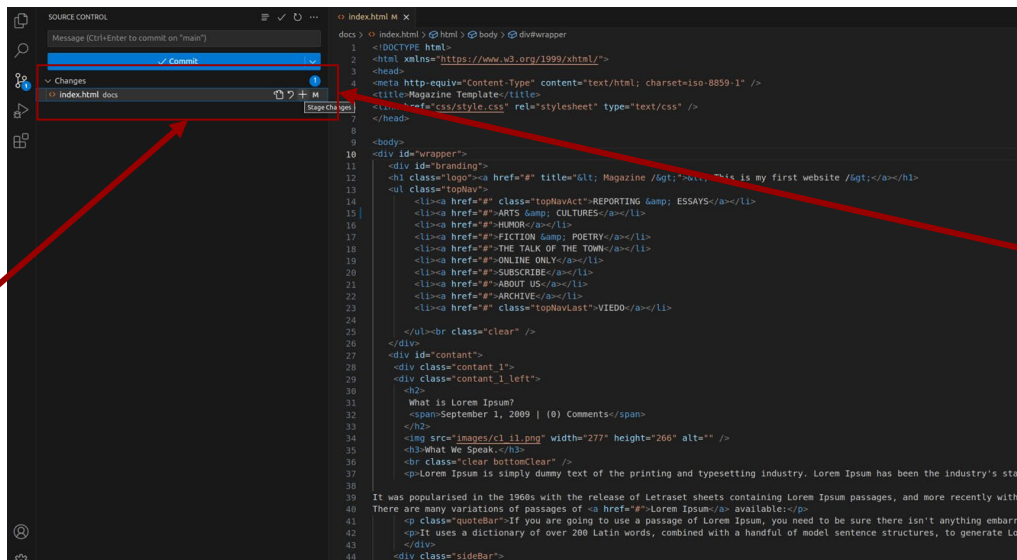 SOURCE CONTROL
Message (Ctrl+Enter to commit on "main")
Commit
Changes 1
index.html docs M
Stage Changes
1
index.html M
docs > index.html > html > body > div#wrapper
1 <!DOCTYPE html>
2 <html xmlns="https://www.w3.org/1999/xhtml/">
3 <head>
4 <meta http-equiv="Content-Type" content="text/html; charset=iso-8859-1" />
5 <title>Magazine Template</title>
href="css/style.css" rel="stylesheet" type="text/css" />
7 </head>
8
9 <body>
10 <div id="wrapper">
11 <div id="branding">
12 <h1 class="logo"><a href="#" title="&lt; Magazine /&gt;">&lt; This is my first website /&gt;</a></h1>
13 <ul class="topNav">
14 <li><a href="#" class="topNavAct">REPORTING &amp; ESSAYS</a></li>
15 <li><a href="#">ARTS &amp; CULTURES</a></li>
16 <li><a href="#">HUMOR</a></li>
17 <li><a href="#">FICTION &amp; POETRY</a></li>
18 <li><a href="#">THE TALK OF THE TOWN</a></li>
19 <li><a href="#">ONLINE ONLY</a></li>
20 <li><a href="#">SUBSCRIBE</a></li>
21 <li><a href="#">ABOUT US</a></li>
22 <li><a href="#">ARCHIVE</a></li>
23 <li><a href="#" class="topNavLast">VIEDO</a></li>
24
25 </ul><br class="clear" />
26 </div>
27 <div id="contant">
28 <div class="contant_1">
29 <div class="contant_1_left">
30 <h2>
31 What is Lorem Ipsum?
32 <span>September 1, 2009 | (0) Comments</span>
33 </h2>
34 <img src="images/c1_i1.png" width="277" height="266" alt="" />
35 <h3>What We Speak.</h3>
36 <br class="clear bottomClear" />
37 <p>Lorem Ipsum is simply dummy text of the printing and typesetting industry. Lorem Ipsum has been the industry's sta
38
39 It was popularised in the 1960s with the release of Letraset sheets containing Lorem Ipsum passages, and more recently with
40 There are many variations of passages of <a href="#">Lorem Ipsum</a> available:</p>
41 <p class="quoteBar">If you are going to use a passage of Lorem Ipsum, you need to be sure there isn't anything embarr
42 <p>It uses a dictionary of over 200 Latin words, combined with a handful of model sentence structures, to generate Lo
43 </div>
44 <div class="sideBar">